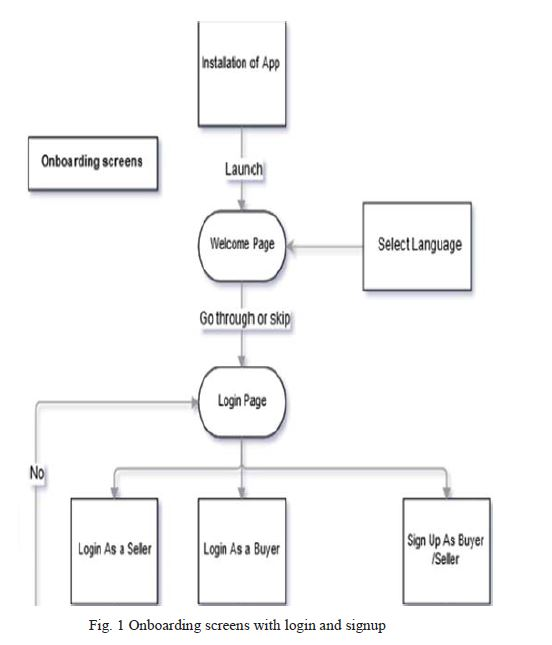 Installation of App
Onboarding screens
Launch
Welcome Page
Select Language
Go through or skip
Login Page
No
Login As a Seller
Login As a Buyer
Sign Up As Buyer
/Seller
Fig. 1 Onboarding screens with login and signup